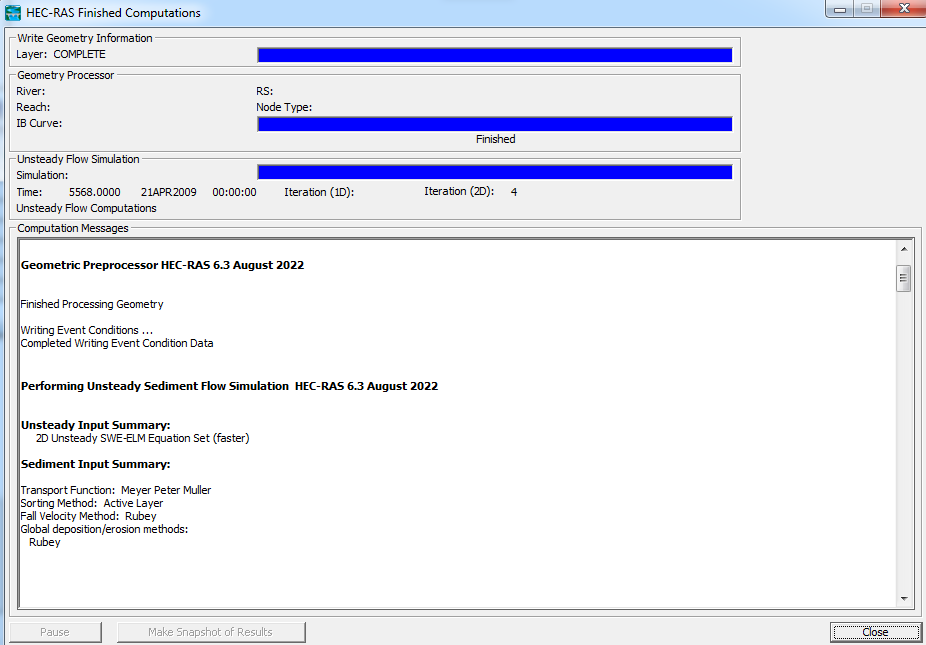 HEC-RAS Finished Computations
Write Geometry Information
Layer: COMPLETE
Geometry Processor
River: RS:
Reach: Node Type:
IB Curve:
Finished
Unsteady Flow Simulation
Simulation:
Time: 5568.0000 21APR2009 00:00:00 Iteration (1D): Iteration (2D): 4
Unsteady Flow Computations
Computation Messages
Geometric Preprocessor HEC-RAS 6.3 August 2022
Finished Processing Geometry
Writing Event Conditions ...
Completed Writing Event Condition Data
Performing Unsteady Sediment Flow Simulation HEC-RAS 6.3 August 2022
Unsteady Input Summary:
2D Unsteady SWE-ELM Equation Set (faster)
Sediment Input Summary:
Transport Function: Meyer Peter Muller
Sorting Method: Active Layer
Fall Velocity Method: Rubey
Global deposition/erosion methods:
Rubey
Pause Make Snapshot of Results Close